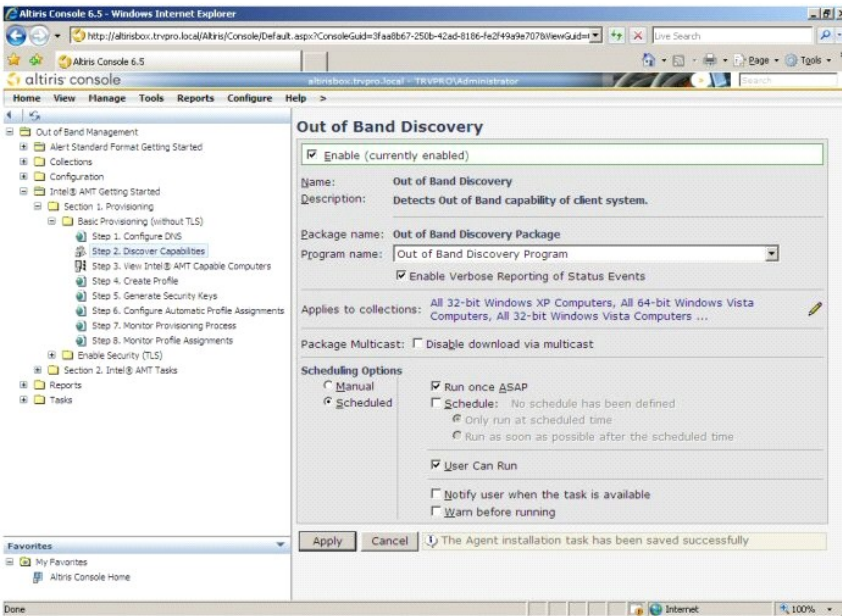 Altiris Console 6.5 - Windows Internet Explorer
http://altirisbox.trvpro.local/Altiris/Console/Default.aspx?ConsoleGuid=3faa8b67-250b-42ad-8186-fe2f49a9e707&ViewGuid=
Live Search
Altiris Console 6.5
Page
Tools
altiris console
altirisbox.trvpro.local - TRVPRO\Administrator
Search
Home View Manage Tools Reports Configure Help >
Out of Band Management
Alert Standard Format Getting Started
Collections
Configuration
Intel® AMT Getting Started
Section 1. Provisioning
Basic Provisioning (without TLS)
Step 1. Configure DNS
Step 2. Discover Capabilities
Step 3. View Intel® AMT Capable Computers
Step 4. Create Profile
Step 5. Generate Security Keys
Step 6. Configure Automatic Profile Assignments
Step 7. Monitor Provisioning Process
Step 8. Monitor Profile Assignments
Enable Security (TLS)
Section 2. Intel® AMT Tasks
Reports
Tasks
Favorites
My Favorites
Altiris Console Home
Out of Band Discovery
Enable (currently enabled)
Name: Out of Band Discovery
Description: Detects Out of Band capability of client system.
Package name: Out of Band Discovery Package
Program name: Out of Band Discovery Program
Enable Verbose Reporting of Status Events
Applies to collections: All 32-bit Windows XP Computers, All 64-bit Windows Vista
Computers, All 32-bit Windows Vista Computers ...
Package Multicast: Disable download via multicast
Scheduling Options
Manual
Scheduled
Run once ASAP
Schedule: No schedule has been defined
Only run at scheduled time
Run as soon as possible after the scheduled time
User Can Run
Notify user when the task is available
Warn before running
Apply Cancel The Agent installation task has been saved successfully
Done
Internet
100%